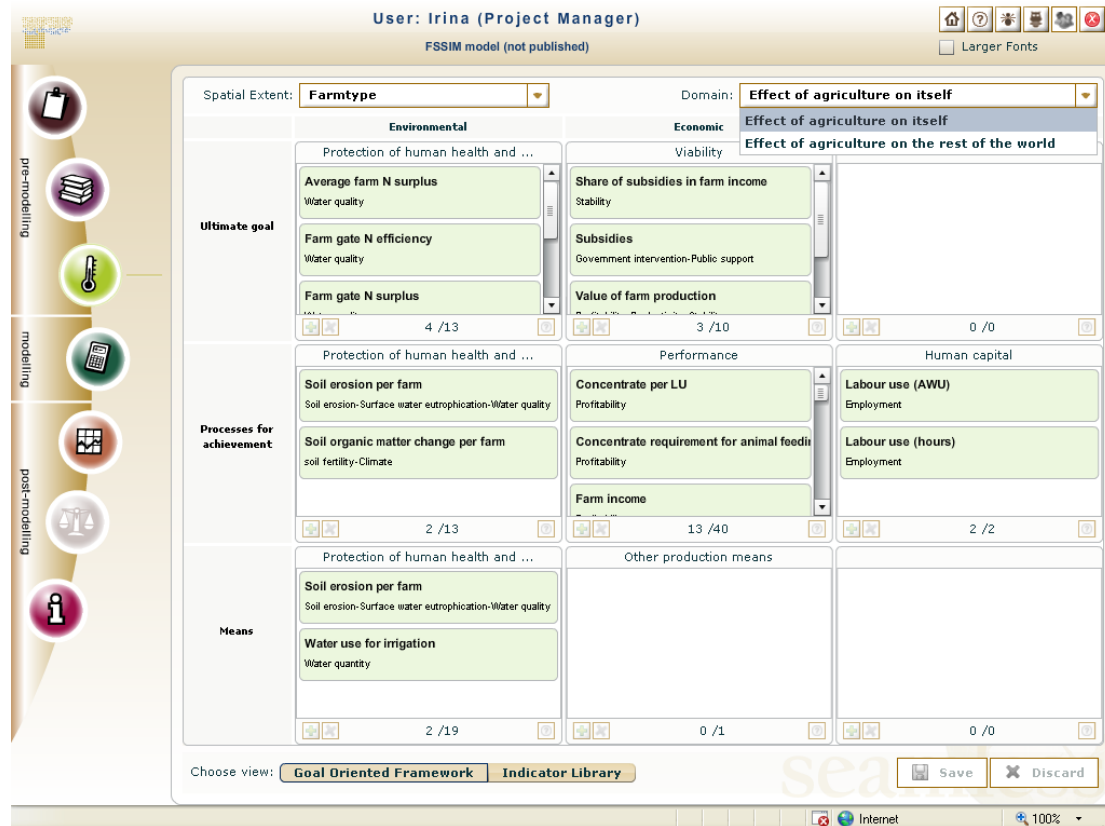 User: Irina (Project Manager)
FSSIM model (not published)
Larger Fonts
Spatial Extent: Farmtype
Domain: Effect of agriculture on itself
Effect of agriculture on itself
Effect of agriculture on the rest of the world
Environmental
Economic
pre-modelling
modelling
post-modelling
Ultimate goal
Protection of human health and ...
Average farm N surplus
Water quality
Farm gate N efficiency
Water quality
Farm gate N surplus
4 /13
Viability
Share of subsidies in farm income
Stability
Subsidies
Government intervention-Public support
Value of farm production
3 /10
0 /0
Processes for
achievement
Protection of human health and ...
Soil erosion per farm
Soil erosion-Surface water eutrophication-Water quality
Soil organic matter change per farm
soil fertility-Climate
2 /13
Performance
Concentrate per LU
Profitability
Concentrate requirement for animal feedin
Profitability
Farm income
13 /40
Human capital
Labour use (AWU)
Employment
Labour use (hours)
Employment
2 /2
Means
Protection of human health and ...
Soil erosion per farm
Soil erosion-Surface water eutrophication-Water quality
Water use for irrigation
Water quantity
2 /19
Other production means
0 /1
0 /0
Choose view: Goal Oriented Framework Indicator Library
seamless
Save Discard
Internet 100%